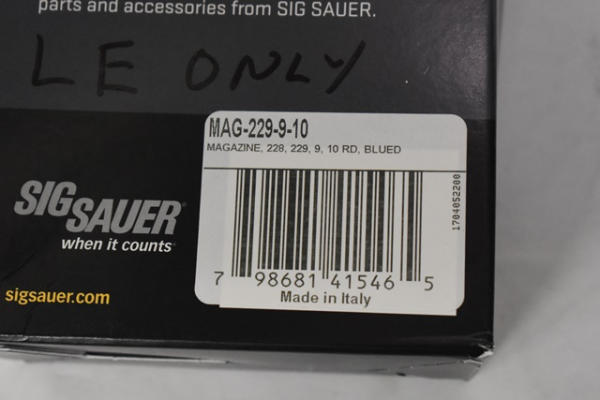 parts and accessories from SIG SAUER.
LE ONLY
MAG-229-9-10
MAGAZINE, 228, 229, 9, 10 RD, BLUED
SIG SAUER
when it counts
sigsauer.com
7 98681 41546 5
Made in Italy
1704052200